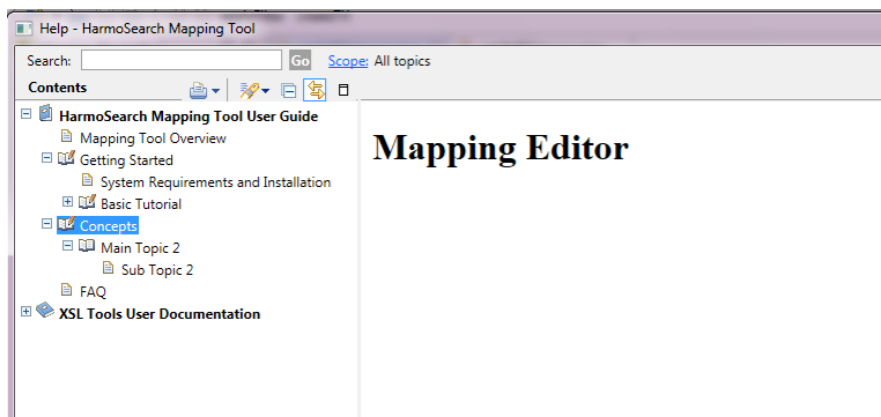 Help - HarmoSearch Mapping Tool
Search: Go Scope: All topics
Contents
HarmoSearch Mapping Tool User Guide
Mapping Tool Overview
Getting Started
System Requirements and Installation
Basic Tutorial
Concepts
Main Topic 2
Sub Topic 2
FAQ
XSL Tools User Documentation
Mapping Editor